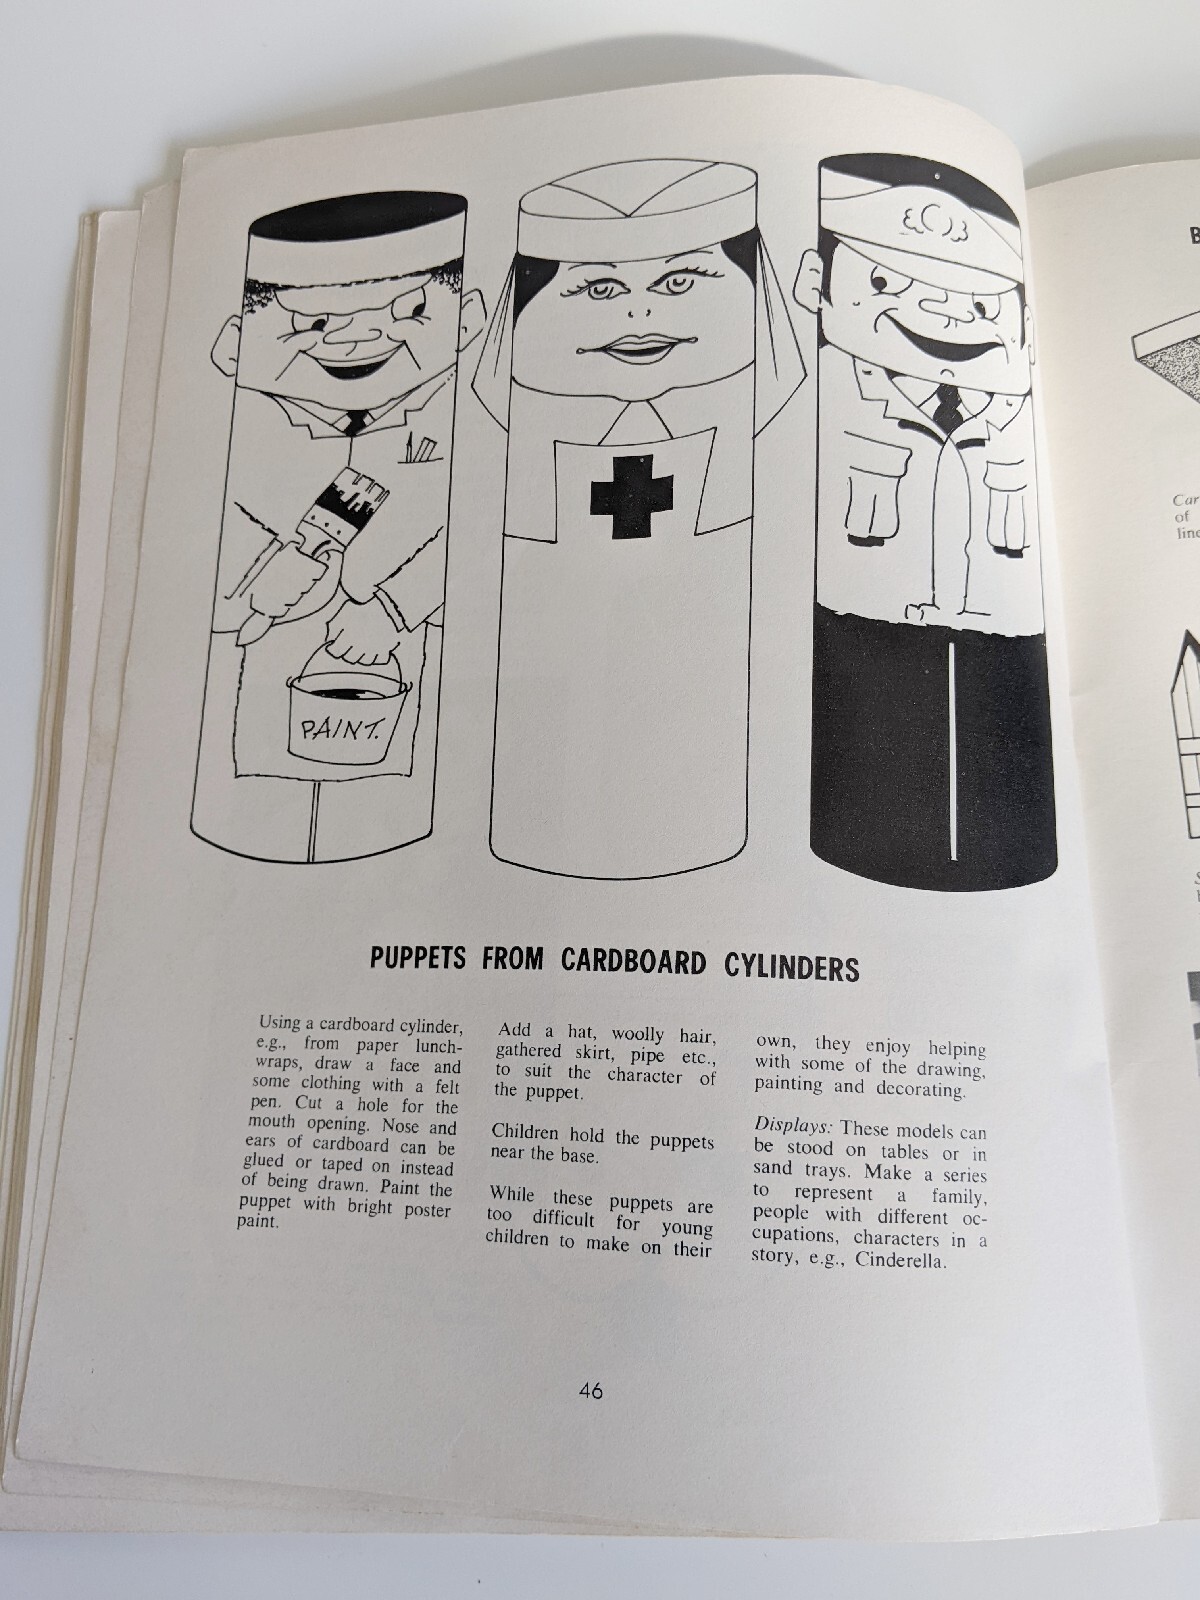 PAINT.
PUPPETS FROM CARDBOARD CYLINDERS
Using a cardboard cylinder,
e.g., from paper lunch-
wraps, draw a face and
some clothing with a felt
pen. Cut a hole for the
mouth opening. Nose and
ears of cardboard can be
glued or taped on instead
of being drawn. Paint the
puppet with bright poster
paint.
Add a hat, woolly hair,
gathered skirt, pipe etc.,
to suit the character of
the puppet.
Children hold the puppets
near the base.
While these puppets are
too difficult for young
children to make on their
own, they enjoy helping
with some of the drawing,
painting and decorating.
Displays: These models can
be stood on tables or in
sand trays. Make a series
to represent a family,
people with different oc-
cupations, characters in a
story, e.g., Cinderella.
46
B
Car
of